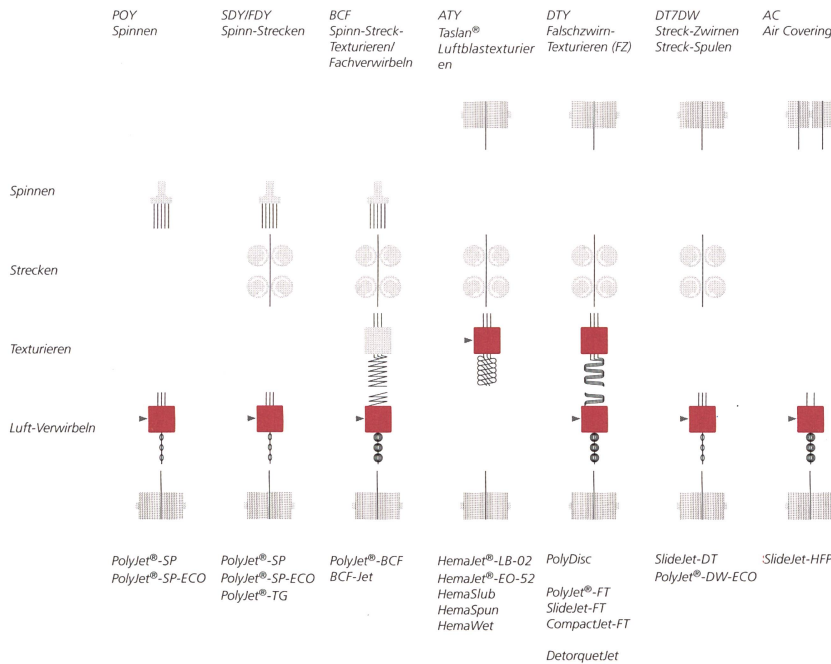 POY
Spinnen
SDY/FDY
Spinn-Strecken
BCF
Spinn-Streck-
Texturieren/
Fachverwirbeln
ATY
Taslan®
Luftblastexturier
en
DTY
Falschzwirn-
Texturieren (FZ)
DT7DW
Streck-Zwirnen
Streck-Spulen
AC
Air Covering
Spinnen
Strecken
Texturieren
Luft-Verwirbeln
PolyJet®-SP
PolyJet®-SP-ECO
PolyJet®-SP
PolyJet®-SP-ECO
PolyJet®-TG
PolyJet®-BCF
BCF-Jet
HemaJet®-LB-02
HemaJet®-EO-52
HemaSlub
HemaSpun
HemaWet
PolyDisc
PolyJet®-FT
SlideJet-FT
CompactJet-FT
DetorquetJet
SlideJet-DT
PolyJet®-DW-ECO
SlideJet-HFP